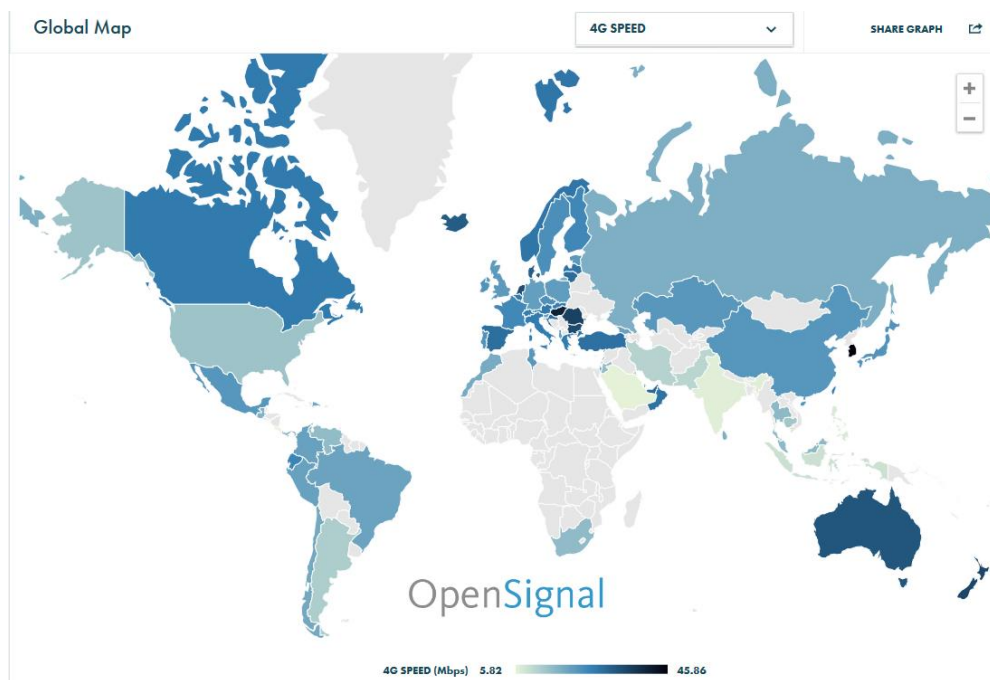 Global Map
4G SPEED
SHARE GRAPH
+
−
OpenSignal
4G SPEED (Mbps) 5.82 45.86